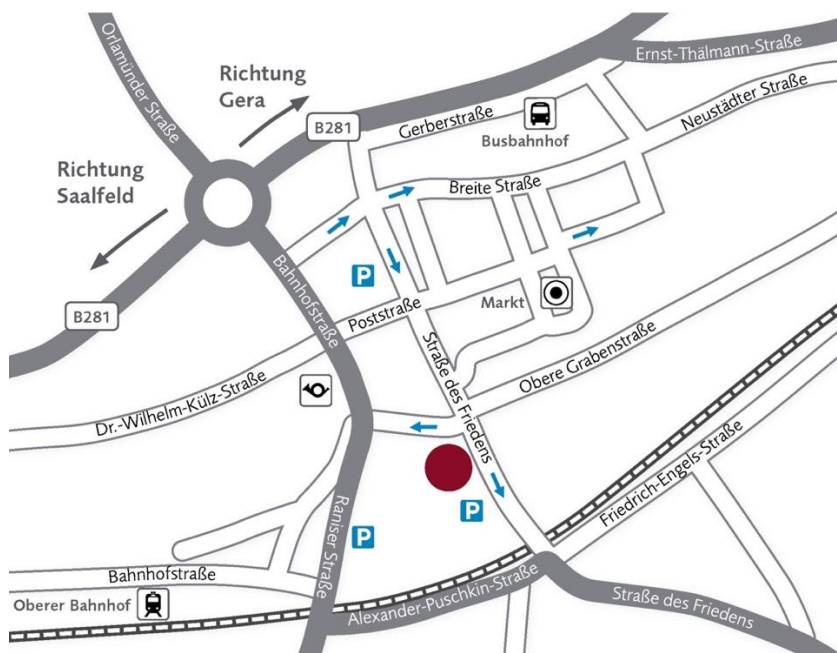 Ernst-Thälmann-Straße
Orlamünder Straße
Richtung
Gera
Neustädter Straße
B281
Gerberstraße
Busbahnhof
Richtung
Saalfeld
Breite Straße
Bahnhofstraße
P
Markt
B281
Poststraße
Straße des Friedens
Obere Grabenstraße
Dr.-Wilhelm-Külz-Straße
Friedrich-Engels-Straße
P
P
Raniser Straße
Bahnhofstraße
Oberer Bahnhof
Alexander-Puschkin-Straße
Straße des Friedens